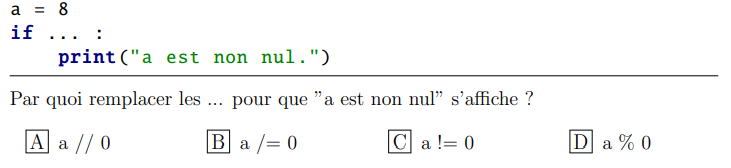 a = 8
if ... :
    print("a est non nul.")
Par quoi remplacer les ... pour que ”a est non nul” s’affiche ?
A a // 0 B a /= 0 C a != 0 D a % 0